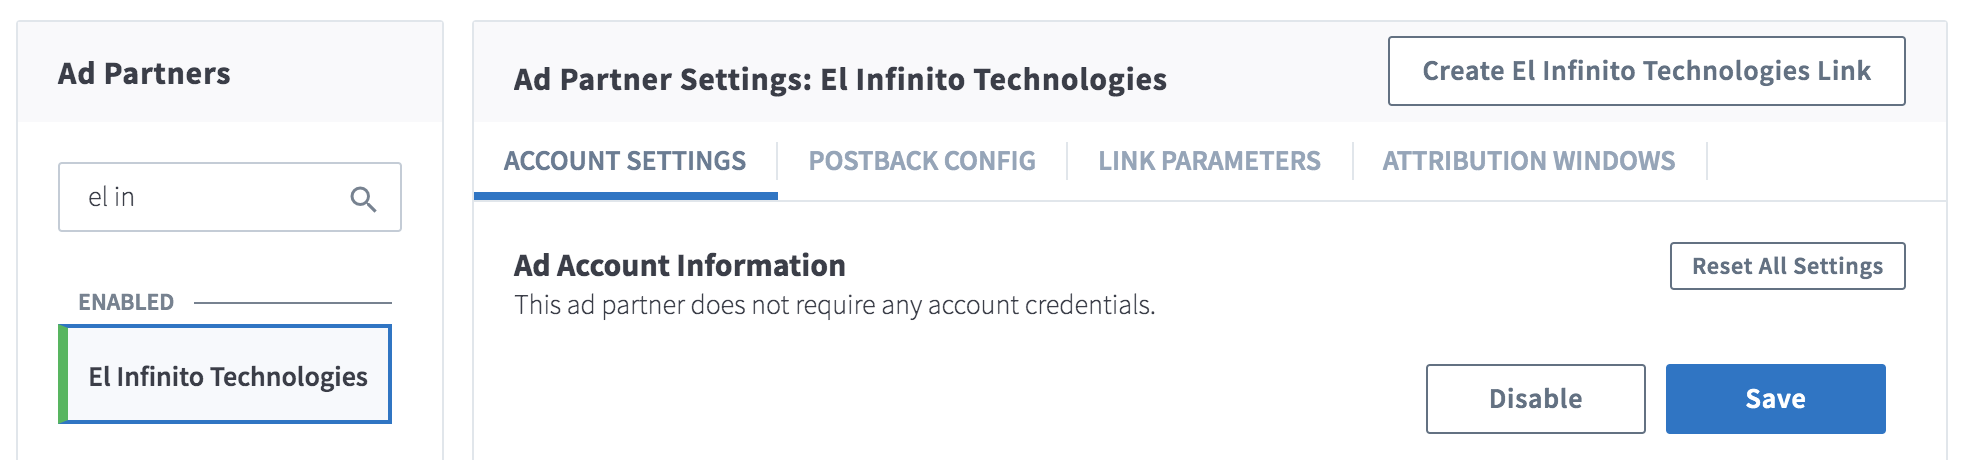 Ad Partners
el in
ENABLED
El Infinito Technologies
Ad Partner Settings: El Infinito Technologies
Create El Infinito Technologies Link
ACCOUNT SETTINGS
POSTBACK CONFIG
LINK PARAMETERS
ATTRIBUTION WINDOWS
Ad Account Information
Reset All Settings
This ad partner does not require any account credentials.
Disable
Save